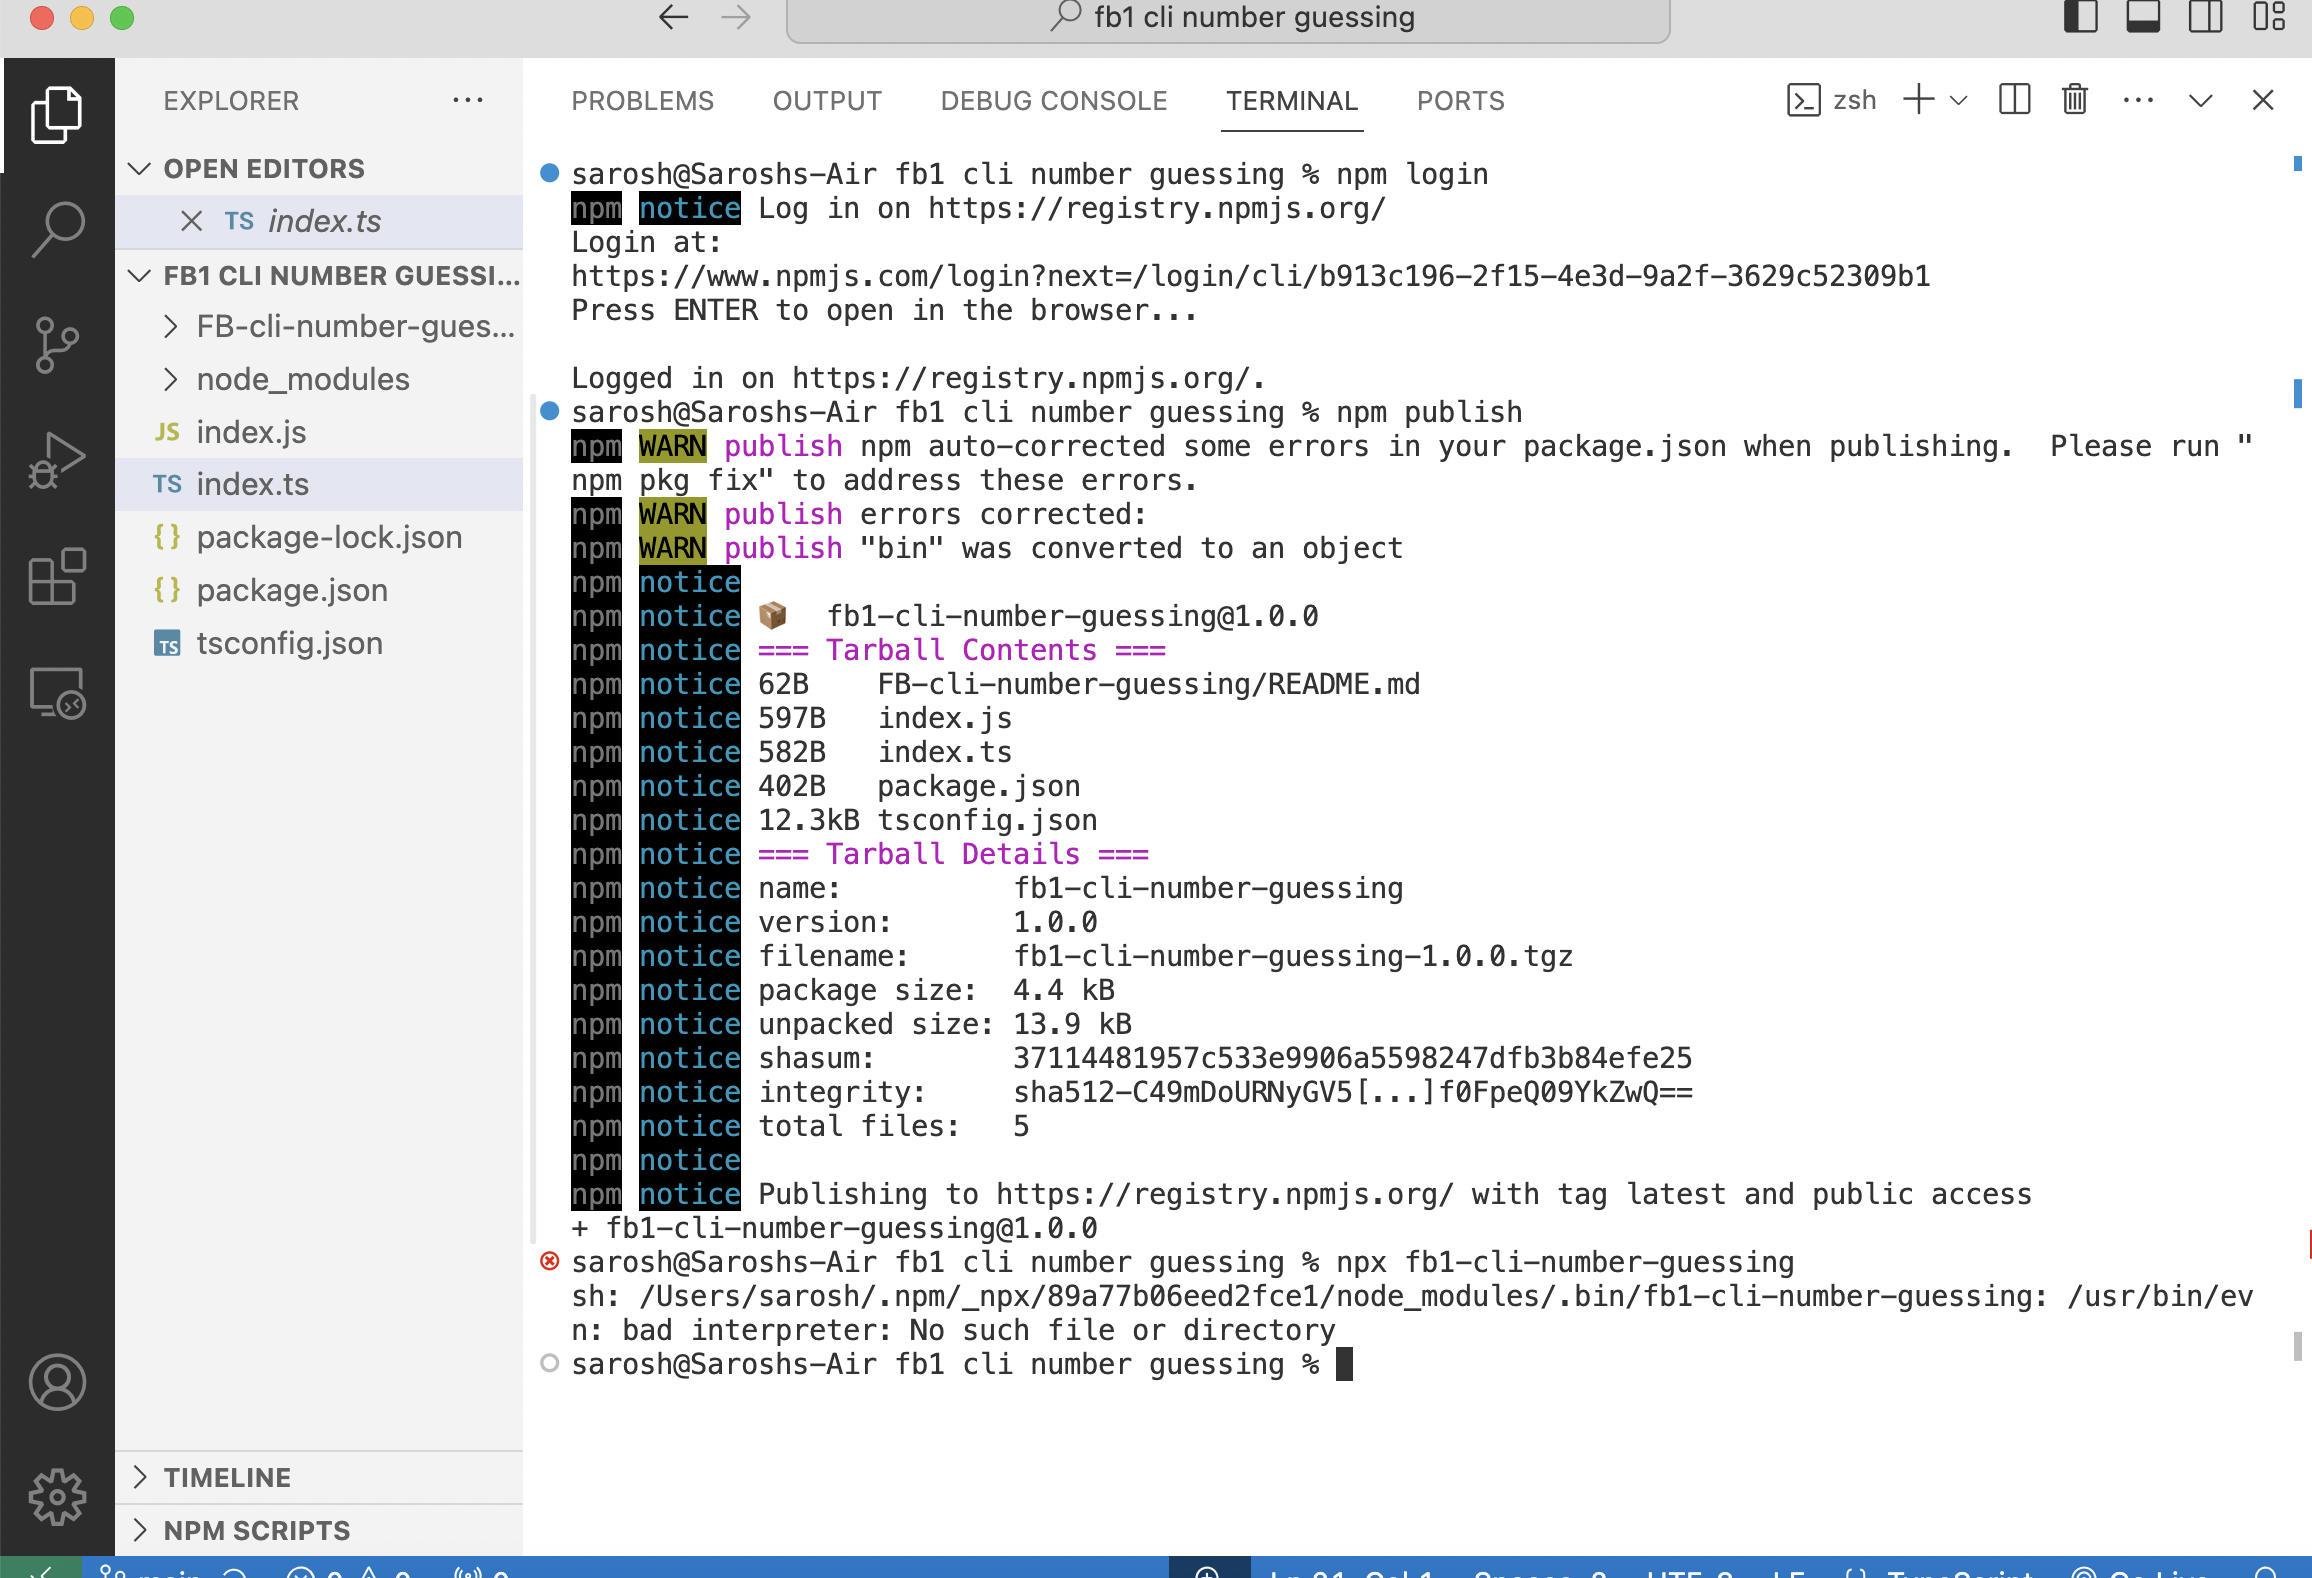 fb1 cli number guessing
EXPLORER
OPEN EDITORS
TS index.ts
FB1 CLI NUMBER GUESSI...
FB-cli-number-gues...
node_modules
JS index.js
TS index.ts
{} package-lock.json
{} package.json
TS tsconfig.json
TIMELINE
NPM SCRIPTS
PROBLEMS OUTPUT DEBUG CONSOLE TERMINAL PORTS zsh
sarosh@Saroshs-Air fb1 cli number guessing % npm login
npm notice Log in on https://registry.npmjs.org/
Login at:
https://www.npmjs.com/login?next=/login/cli/b913c196-2f15-4e3d-9a2f-3629c52309b1
Press ENTER to open in the browser...
Logged in on https://registry.npmjs.org/.
sarosh@Saroshs-Air fb1 cli number guessing % npm publish
npm WARN publish npm auto-corrected some errors in your package.json when publishing.  Please run "
npm pkg fix" to address these errors.
npm WARN publish errors corrected:
npm WARN publish "bin" was converted to an object
npm notice
npm notice 📦  fb1-cli-number-guessing@1.0.0
npm notice === Tarball Contents ===
npm notice 62B    FB-cli-number-guessing/README.md
npm notice 597B   index.js
npm notice 582B   index.ts
npm notice 402B   package.json
npm notice 12.3kB tsconfig.json
npm notice === Tarball Details ===
npm notice name:          fb1-cli-number-guessing
npm notice version:       1.0.0
npm notice filename:      fb1-cli-number-guessing-1.0.0.tgz
npm notice package size:  4.4 kB
npm notice unpacked size: 13.9 kB
npm notice shasum:        37114481957c533e9906a5598247dfb3b84efe25
npm notice integrity:     sha512-C49mDoURNyGV5[...]f0FpeQ09YkZwQ==
npm notice total files:   5
npm notice
npm notice Publishing to https://registry.npmjs.org/ with tag latest and public access
+ fb1-cli-number-guessing@1.0.0
sarosh@Saroshs-Air fb1 cli number guessing % npx fb1-cli-number-guessing
sh: /Users/sarosh/.npm/_npx/89a77b06eed2fce1/node_modules/.bin/fb1-cli-number-guessing: /usr/bin/ev
n: bad interpreter: No such file or directory
sarosh@Saroshs-Air fb1 cli number guessing %